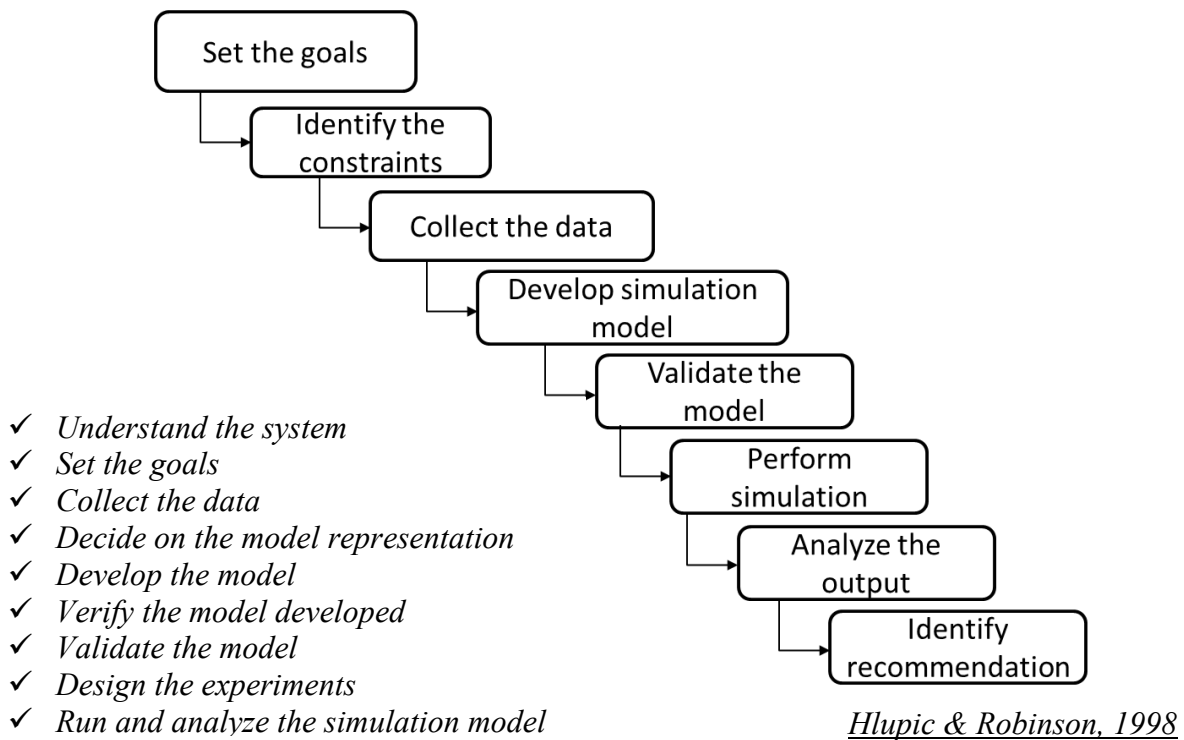 Set the goals
Identify the
constraints
Collect the data
Develop simulation
model
Validate the
model
Perform
simulation
Analyze the
output
Identify
recommendation
✓ Understand the system
✓ Set the goals
✓ Collect the data
✓ Decide on the model representation
✓ Develop the model
✓ Verify the model developed
✓ Validate the model
✓ Design the experiments
✓ Run and analyze the simulation model
Hlupic & Robinson, 1998